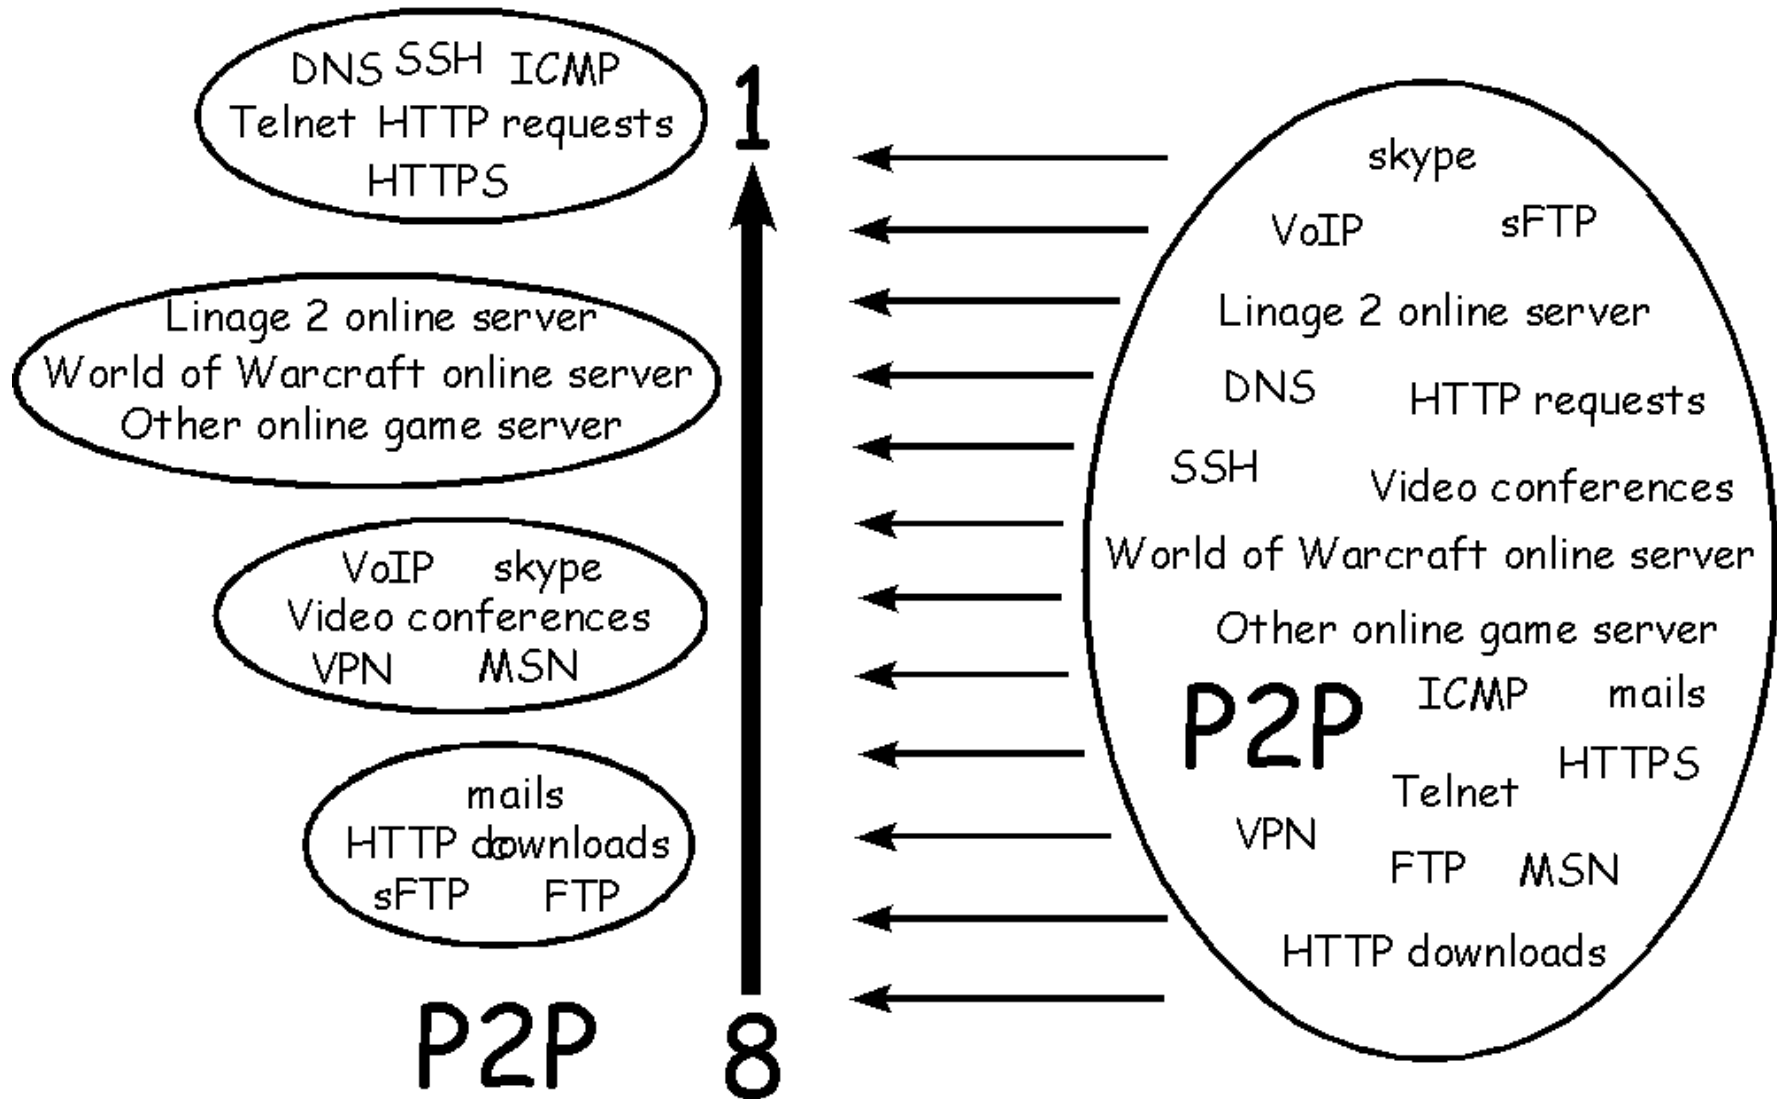 DNS SSH ICMP
Telnet HTTP requests
HTTPS
1
Linage 2 online server
World of Warcraft online server
Other online game server
VoIP skype
Video conferences
VPN MSN
mails
HTTP downloads
sFTP FTP
P2P
8
skype
VoIP sFTP
Linage 2 online server
DNS HTTP requests
SSH Video conferences
World of Warcraft online server
Other online game server
P2P ICMP mails
Telnet HTTPS
VPN
FTP MSN
HTTP downloads